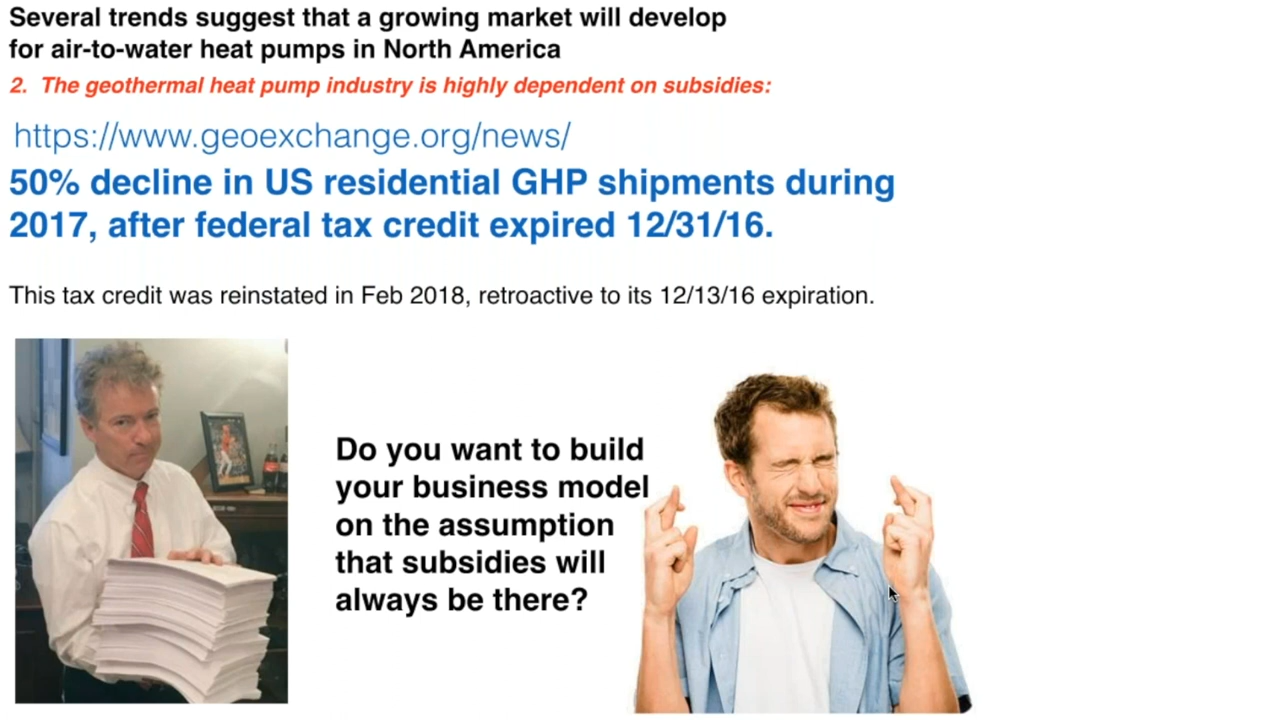 Several trends suggest that a growing market will develop
for air-to-water heat pumps in North America
2. The geothermal heat pump industry is highly dependent on subsidies:
https://www.geoexchange.org/news/
50% decline in US residential GHP shipments during
2017, after federal tax credit expired 12/31/16.
This tax credit was reinstated in Feb 2018, retroactive to its 12/13/16 expiration.
Do you want to build
your business model
on the assumption
that subsidies will
always be there?